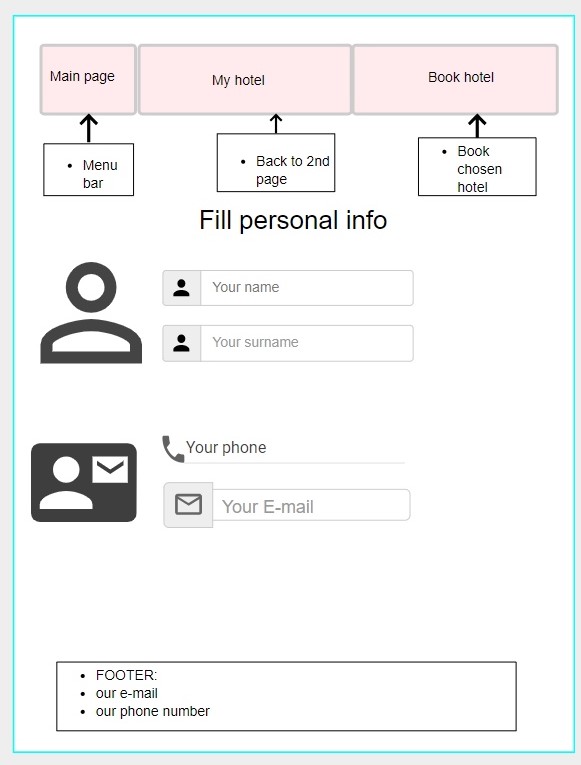 Main page
My hotel
Book hotel
• Menu
bar
• Back to 2nd
page
• Book
chosen
hotel
Fill personal info
Your name
Your surname
Your phone
Your E-mail
• FOOTER:
• our e-mail
• our phone number